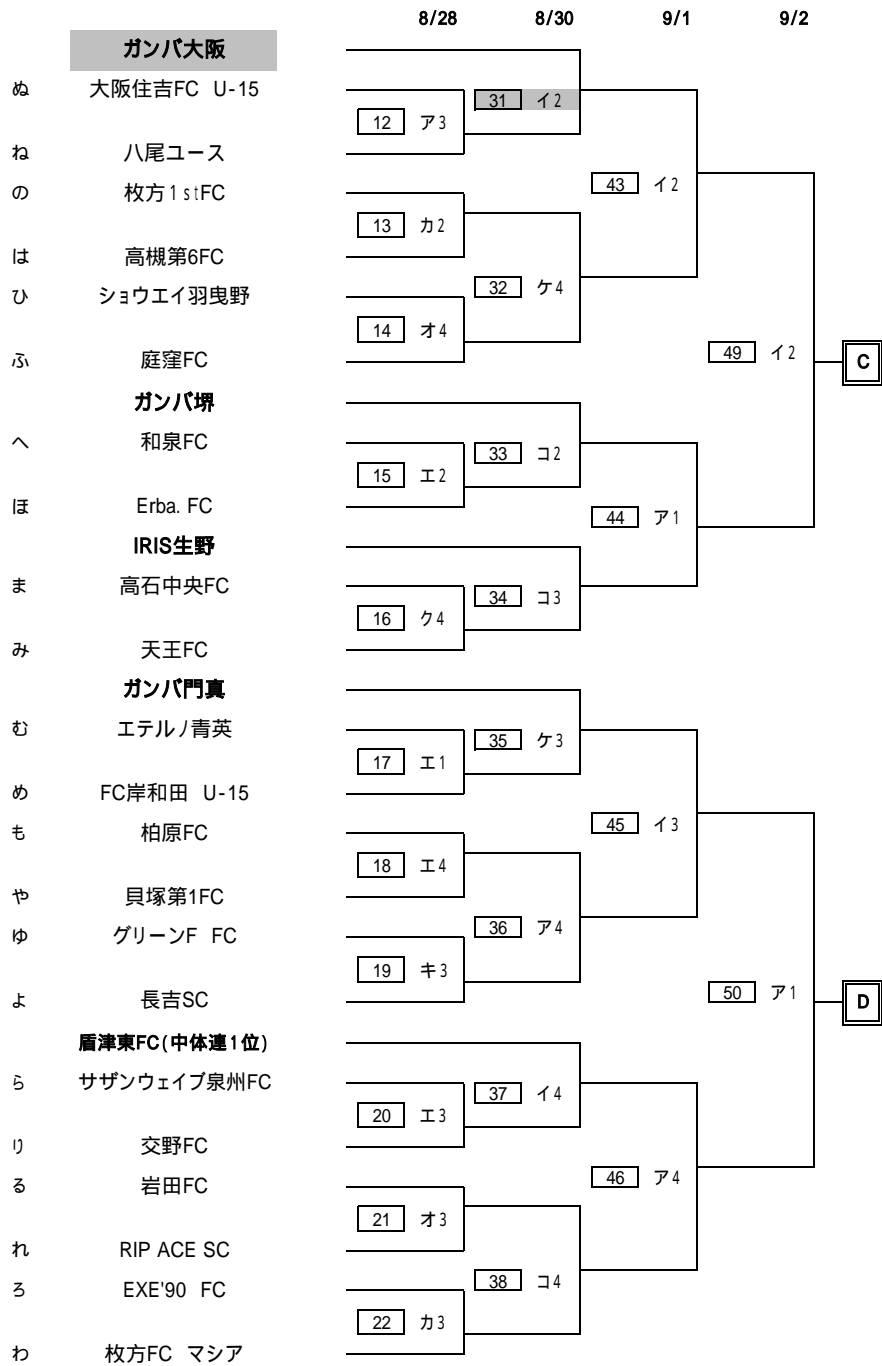 8/28 8/30 9/1 9/2
ガンバ大阪
ぬ 大阪住吉FC U-15
31 イ2
12 ア3
ね 八尾ユース
43 イ2
の 枚方1stFC
13 カ2
は 高槻第6FC
32 ケ4
ひ ショウエイ羽曳野
14 オ4
49 イ2
ふ 庭窪FC
C
ガンバ堺
へ 和泉FC
33 コ2
15 エ2
ほ Erba. FC
44 ア1
IRIS生野
ま 高石中央FC
34 コ3
16 ク4
み 天王FC
ガンバ門真
む エテルノ青英
35 ケ3
17 エ1
め FC岸和田 U-15
45 イ3
も 柏原FC
18 エ4
や 貝塚第1FC
36 ア4
ゆ グリーンF FC
19 キ3
50 ア1
よ 長吉SC
D
盾津東FC(中体連1位)
ら サザンウェイブ泉州FC
37 イ4
20 エ3
り 交野FC
46 ア4
る 岩田FC
21 オ3
れ RIP ACE SC
38 コ4
ろ EXE'90 FC
22 カ3
わ 枚方FC マシア